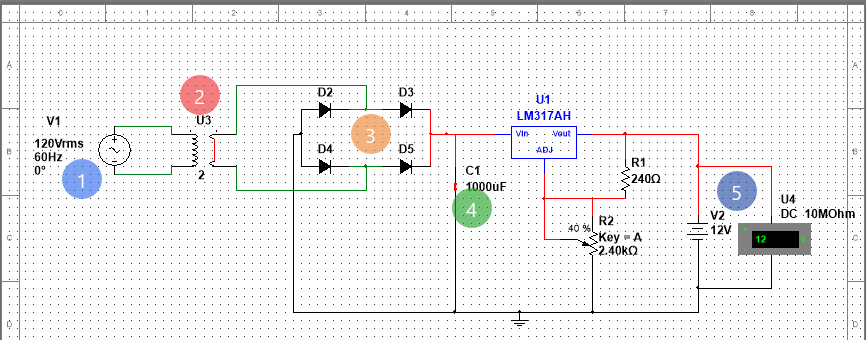 0 1 2 3 4 5 6 7 8
A A
2
U3
V1
120Vrms
60Hz
0°
1
2
D2 D3
3
D4 D5
U1
LM317AH
Vin Vout
ADJ
B B
C1
1000uF
4
R1
240Ω
40 %
R2
Key = A
2.40kΩ
5
V2
12V
U4
DC 10MOhm
12
C C
D D